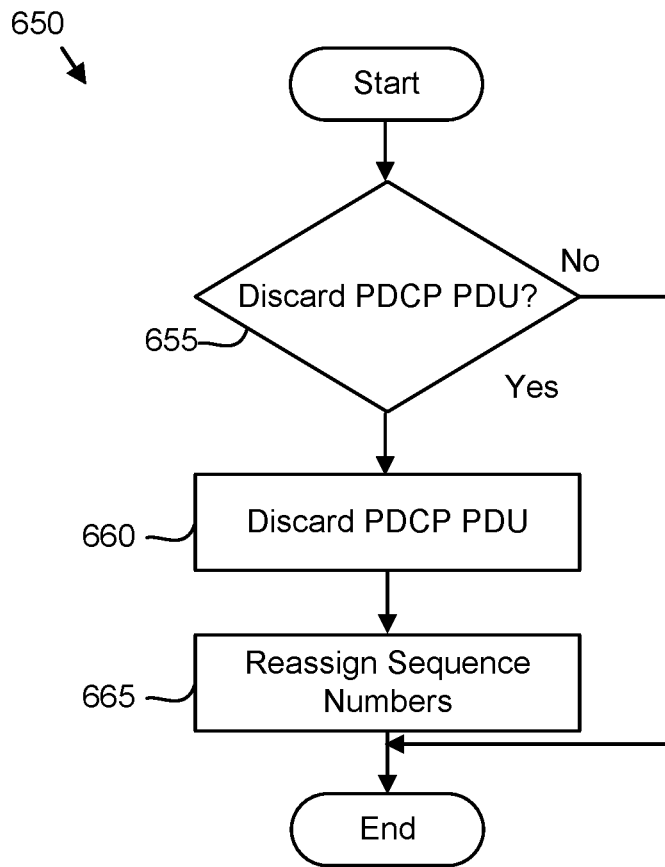 650
Start
No
Discard PDCP PDU?
655
Yes
Discard PDCP PDU
660
Reassign Sequence
Numbers
665
End